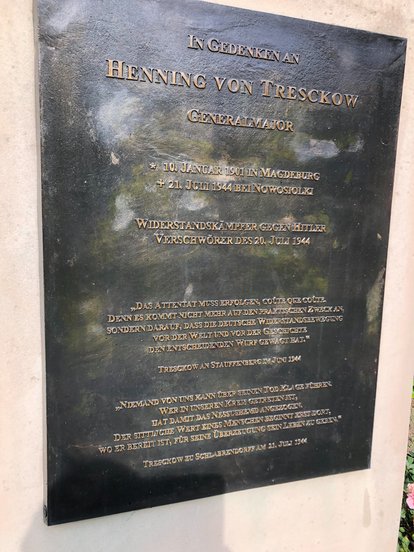 IN GEDENKEN AN
HENNING VON TRESCKOW
GENERALMAJOR
* 10. JANUAR 1901 IN MAGDEBURG
+ 21. JULI 1944 BEI NOWOSIOLKI
WIDERSTANDSKÄMPFER GEGEN HITLER
VERSCHWÖRER DES 20. JULI 1944
„DAS ATTENTAT MUSS ERFOLGEN, COÛTE QUE COÛTE.
DENN ES KOMMT NICHT MEHR AUF DEN PRAKTISCHEN ZWECK AN,
SONDERN DARAUF, DASS DIE DEUTSCHE WIDERSTANDSBEWEGUNG
VOR DER WELT UND VOR DER GESCHICHTE
DEN ENTSCHEIDENDEN WURF GEWAGT HAT."
TRESCKOW AN STAUFFENBERG IM JUNI 1944
„NIEMAND VON UNS KANN ÜBER SEINEN TOD KLAGE FÜHREN.
WER IN UNSEREN KREIS GETRETEN IST,
HAT DAMIT DAS NESSUSHEMD ANGEZOGEN.
DER SITTLICHE WERT EINES MENSCHEN BEGINNT ERST DORT,
WO ER BEREIT IST, FÜR SEINE ÜBERZEUGUNG SEIN LEBEN ZU GEBEN."
TRESCKOW ZU SCHLABRENDORFF AM 21. JULI 1944